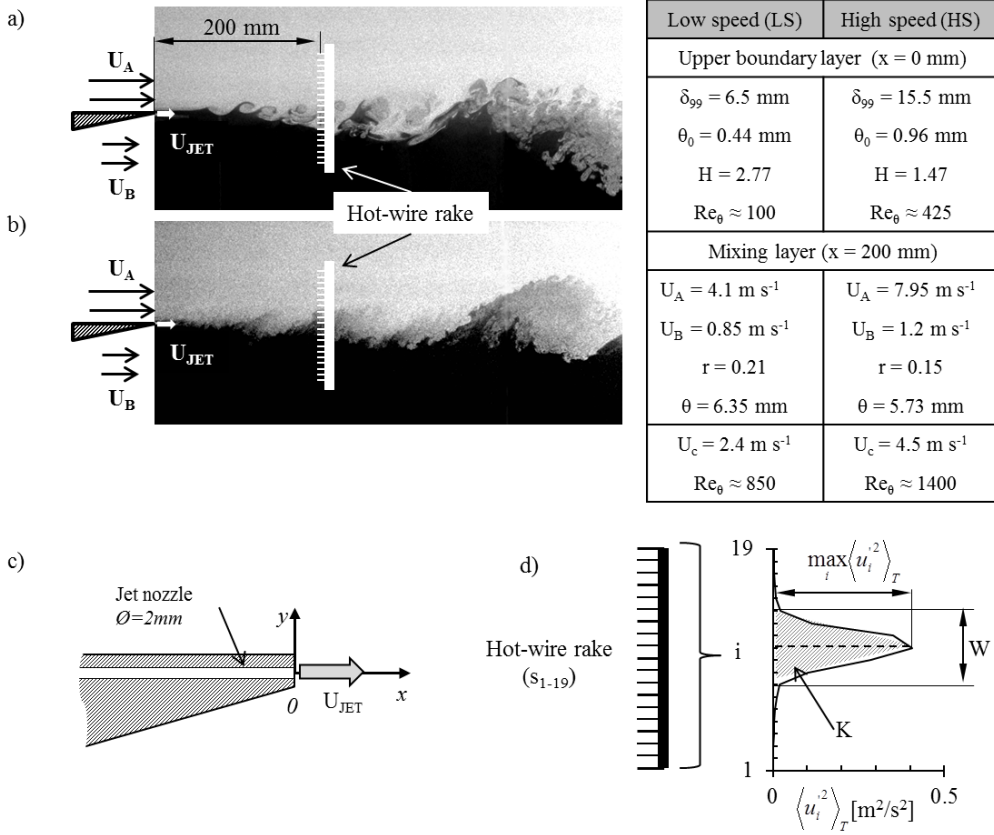 a)
200 mm
U_A
U_JET
U_B
Hot-wire rake
b)
U_A
U_JET
U_B
Low speed (LS) High speed (HS)
Upper boundary layer (x = 0 mm)
δ₉₉ = 6.5 mm δ₉₉ = 15.5 mm
θ₀ = 0.44 mm θ₀ = 0.96 mm
H = 2.77 H = 1.47
Re_θ ≈ 100 Re_θ ≈ 425
Mixing layer (x = 200 mm)
U_A = 4.1 m s⁻¹ U_A = 7.95 m s⁻¹
U_B = 0.85 m s⁻¹ U_B = 1.2 m s⁻¹
r = 0.21 r = 0.15
θ = 6.35 mm θ = 5.73 mm
U_c = 2.4 m s⁻¹ U_c = 4.5 m s⁻¹
Re_θ ≈ 850 Re_θ ≈ 1400
c)
Jet nozzle
Ø=2mm
y
0
x
U_JET
d)
Hot-wire rake
(s₁₋₁₉)
19
i
1
max_i ⟨u_i'²⟩_T
W
K
0 0.5
⟨u_i'²⟩_T [m²/s²]